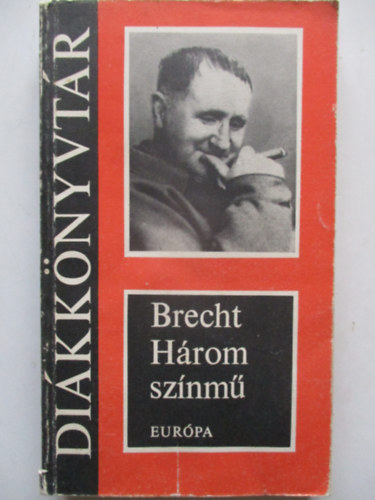 DIÁKKÖNYVTÁR
Brecht
Három
színmű
EURÓPA